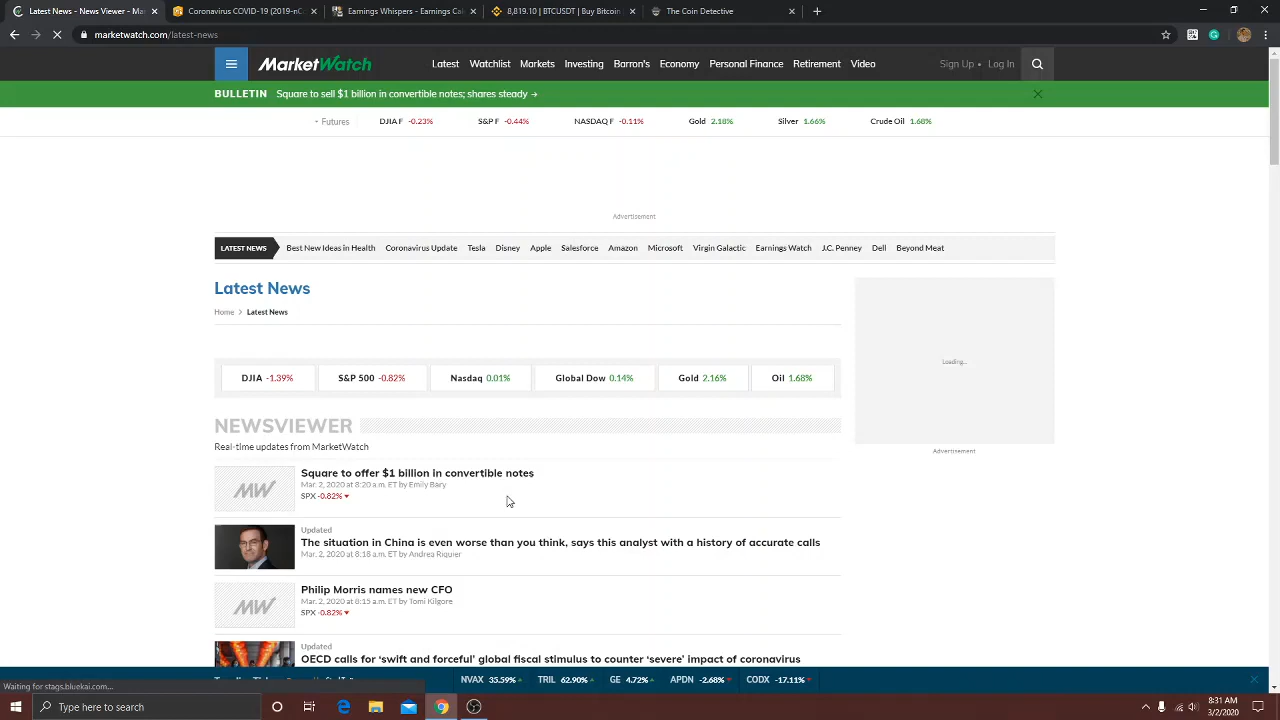 News Viewer - Markets -
Coronavirus COVID-19 (2019-nC
Earnings Whispers - Earnings Cal
8,819.10 | BTCUSDT | Buy Bitcoin
The Coin Detective
marketwatch.com/latest-news
MarketWatch
Latest Watchlist Markets Investing Barron's Economy Personal Finance Retirement Video
Sign Up • Log In
BULLETIN Square to sell $1 billion in convertible notes; shares steady →
Futures DJIA F -0.23% S&P F -0.44% NASDAQ F -0.11% Gold 2.18% Silver 1.66% Crude Oil 1.68%
Advertisement
LATEST NEWS Best New Ideas in Health Coronavirus Update Tesla Disney Apple Salesforce Amazon Microsoft Virgin Galactic Earnings Watch J.C. Penney Dell Beyond Meat
Latest News
Home > Latest News
Loading...
DJIA -1.39% S&P 500 -0.82% Nasdaq 0.01% Global Dow 0.14% Gold 2.16% Oil 1.68%
NEWSVIEWER
Real-time updates from MarketWatch
Advertisement
Square to offer $1 billion in convertible notes
Mar. 2, 2020 at 8:20 a.m. ET by Emily Bary
SPX -0.82%
Updated
The situation in China is even worse than you think, says this analyst with a history of accurate calls
Mar. 2, 2020 at 8:18 a.m. ET by Andrea Riquier
Philip Morris names new CFO
Mar. 2, 2020 at 8:15 a.m. ET by Tomi Kilgore
SPX -0.82%
Updated
OECD calls for ‘swift and forceful’ global fiscal stimulus to counter ‘severe’ impact of coronavirus
NVAX 33.59% TRIL 62.90% GE 4.72% APDN -2.68% CODX -17.11%
Waiting for stags.bluekai.com...
Type here to search
8:31 AM
3/2/2020